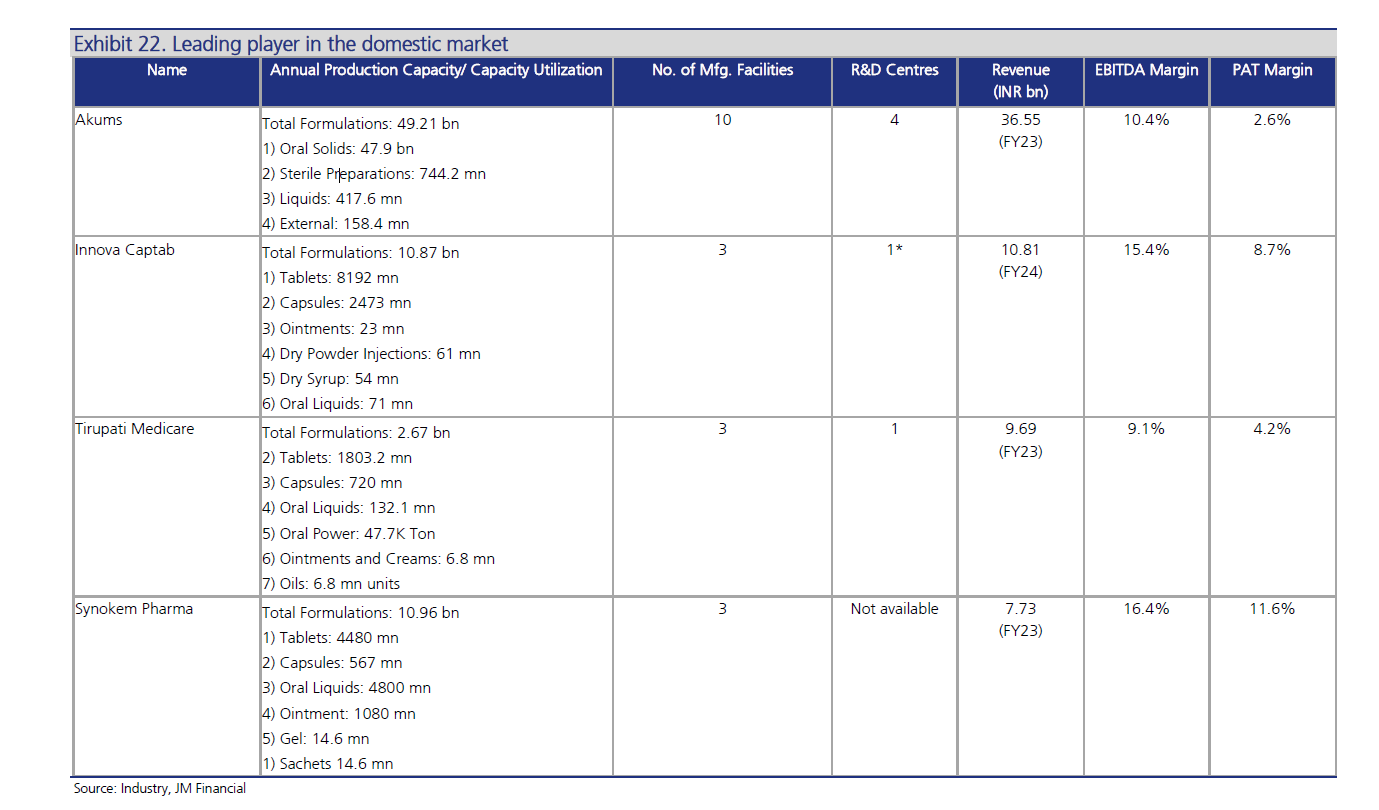 Exhibit 22. Leading player in the domestic market
Name Annual Production Capacity/ Capacity Utilization No. of Mfg. Facilities R&D Centres Revenue EBITDA Margin PAT Margin
(INR bn)
Akums Total Formulations: 49.21 bn 10 4 36.55 10.4% 2.6%
(FY23)
1) Oral Solids: 47.9 bn
2) Sterile Preparations: 744.2 mn
3) Liquids: 417.6 mn
4) External: 158.4 mn
Innova Captab Total Formulations: 10.87 bn 3 1* 10.81 15.4% 8.7%
(FY24)
1) Tablets: 8192 mn
2) Capsules: 2473 mn
3) Ointments: 23 mn
4) Dry Powder Injections: 61 mn
5) Dry Syrup: 54 mn
6) Oral Liquids: 71 mn
Tirupati Medicare Total Formulations: 2.67 bn 3 1 9.69 9.1% 4.2%
(FY23)
2) Tablets: 1803.2 mn
3) Capsules: 720 mn
4) Oral Liquids: 132.1 mn
5) Oral Power: 47.7K Ton
6) Ointments and Creams: 6.8 mn
7) Oils: 6.8 mn units
Synokem Pharma Total Formulations: 10.96 bn 3 Not available 7.73 16.4% 11.6%
(FY23)
1) Tablets: 4480 mn
2) Capsules: 567 mn
3) Oral Liquids: 4800 mn
4) Ointment: 1080 mn
5) Gel: 14.6 mn
1) Sachets 14.6 mn
Source: Industry, JM Financial